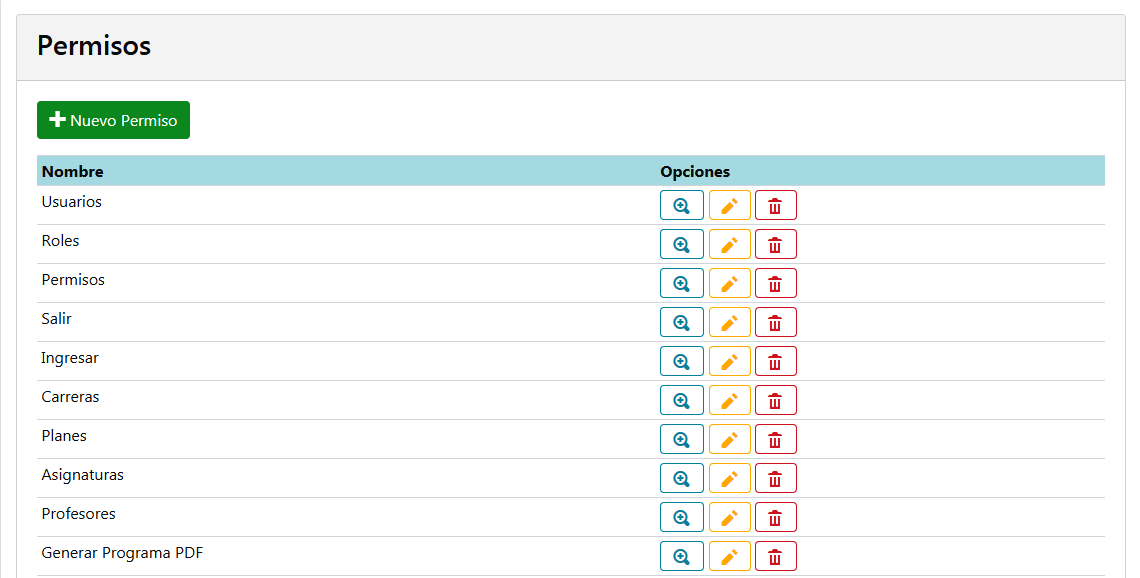 Permisos
Nuevo Permiso
Nombre Opciones
Usuarios
Roles
Permisos
Salir
Ingresar
Carreras
Planes
Asignaturas
Profesores
Generar Programa PDF